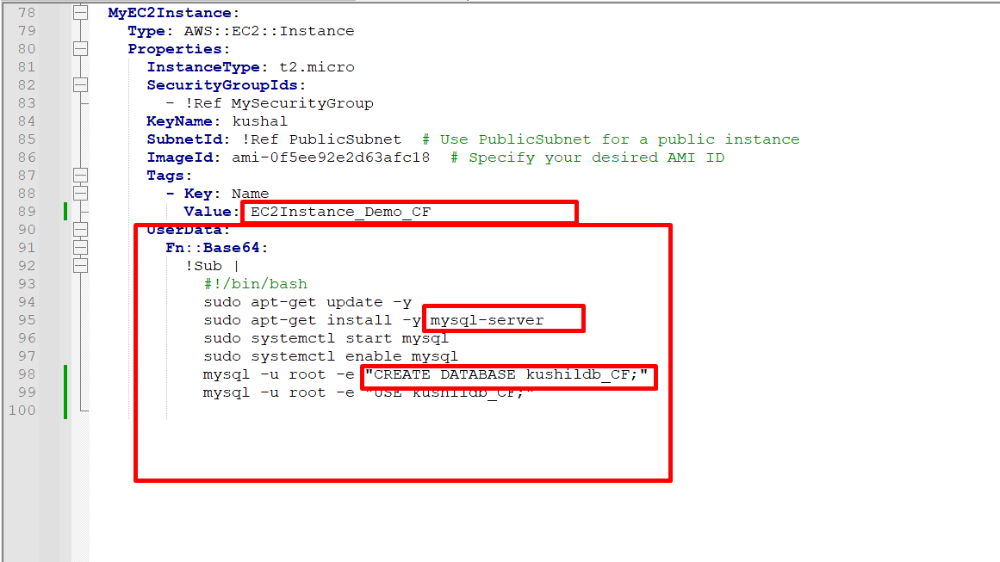 78 MyEC2Instance:
79 Type: AWS::EC2::Instance
80 Properties:
81 InstanceType: t2.micro
82 SecurityGroupIds:
83 - !Ref MySecurityGroup
84 KeyName: kushal
85 SubnetId: !Ref PublicSubnet # Use PublicSubnet for a public instance
86 ImageId: ami-0f5ee92e2d63afc18 # Specify your desired AMI ID
87 Tags:
88 - Key: Name
89 Value: EC2Instance_Demo_CF
90 UserData:
91 Fn::Base64:
92 !Sub |
93 #!/bin/bash
94 sudo apt-get update -y
95 sudo apt-get install -y mysql-server
96 sudo systemctl start mysql
97 sudo systemctl enable mysql
98 mysql -u root -e "CREATE DATABASE kushildb_CF;"
99 mysql -u root -e "USE kushildb_CF;"
100